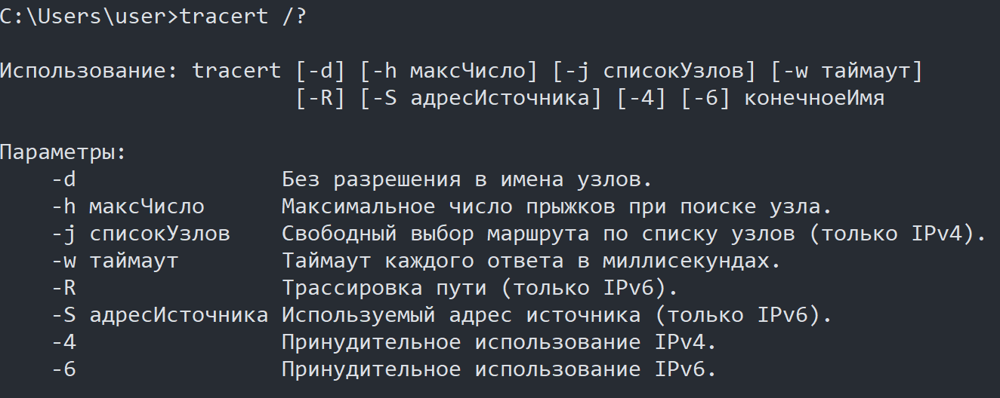 C:\Users\user>tracert /?
Использование: tracert [-d] [-h максЧисло] [-j списокУзлов] [-w таймаут]
[-R] [-S адресИсточника] [-4] [-6] конечноеИмя
Параметры:
-d Без разрешения в имена узлов.
-h максЧисло Максимальное число прыжков при поиске узла.
-j списокУзлов Свободный выбор маршрута по списку узлов (только IPv4).
-w таймаут Таймаут каждого ответа в миллисекундах.
-R Трассировка пути (только IPv6).
-S адресИсточника Используемый адрес источника (только IPv6).
-4 Принудительное использование IPv4.
-6 Принудительное использование IPv6.